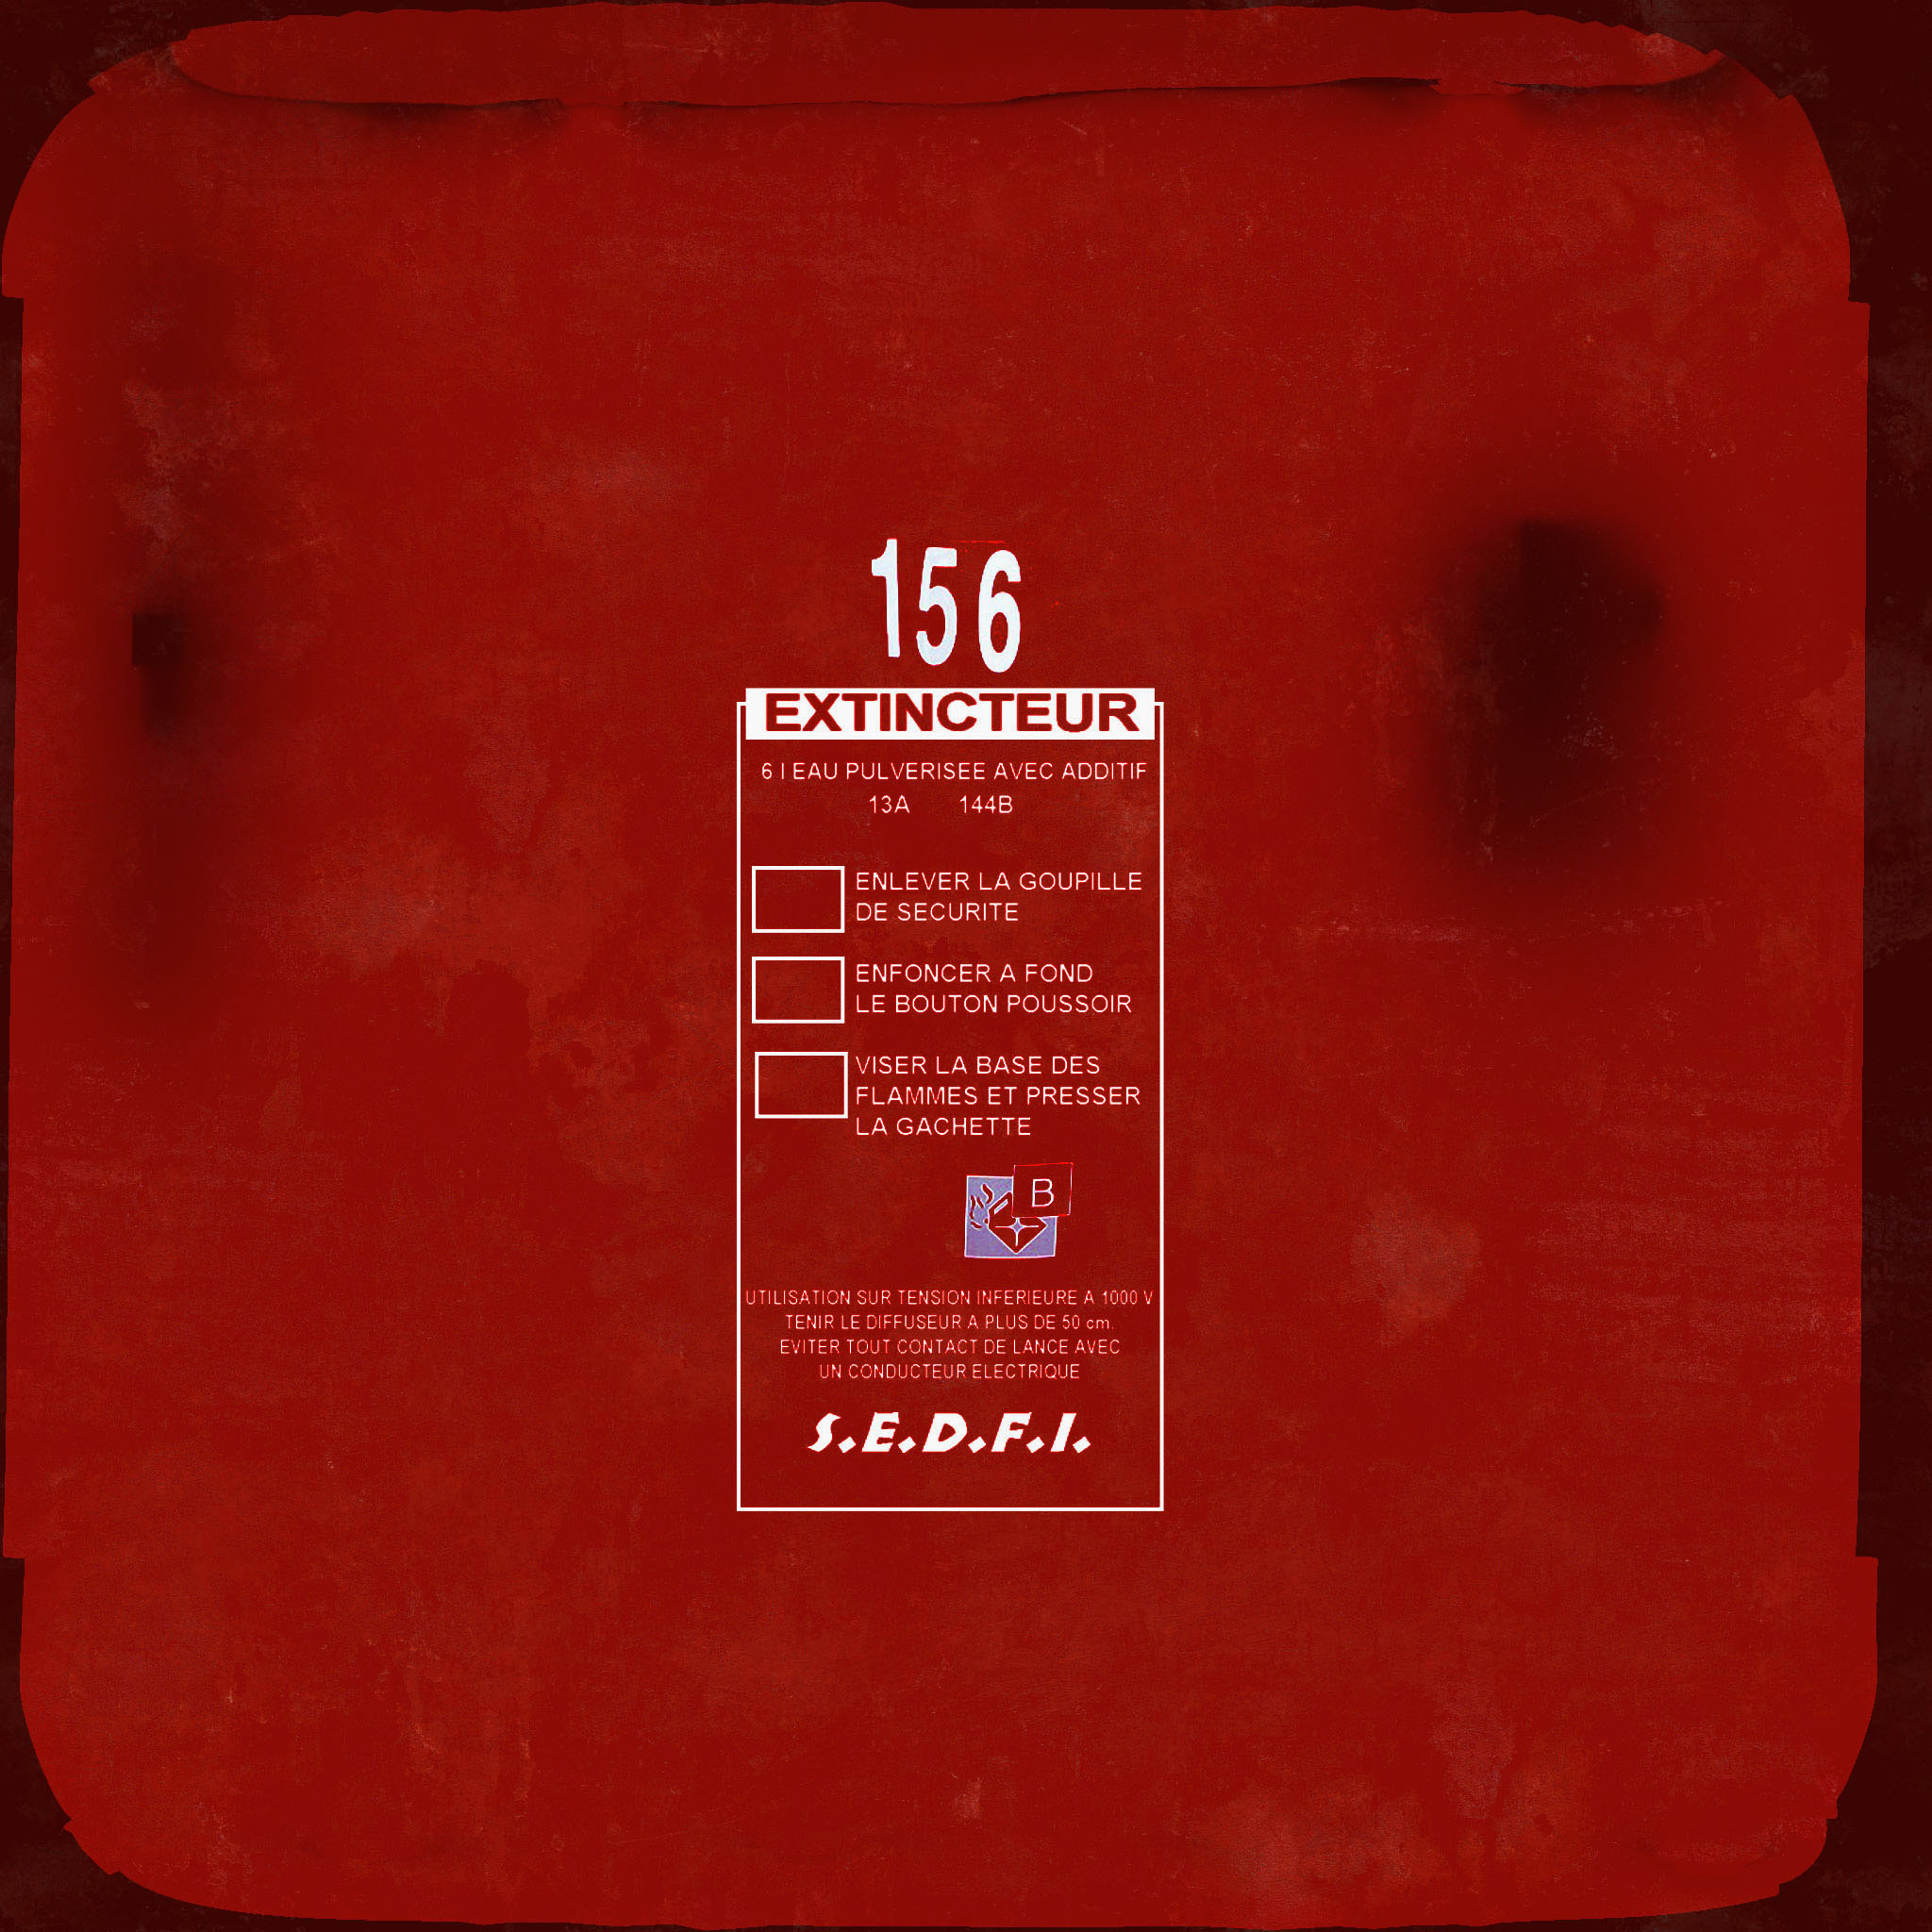 156
EXTINCTEUR
6 l EAU PULVERISEE AVEC ADDITIF
13A 144B
ENLEVER LA GOUPILLE
DE SECURITE
ENFONCER A FOND
LE BOUTON POUSSOIR
VISER LA BASE DES
FLAMMES ET PRESSER
LA GACHETTE
B
UTILISATION SUR TENSION INFERIEURE A 1000 V
TENIR LE DIFFUSEUR A PLUS DE 50 cm.
EVITER TOUT CONTACT DE LANCE AVEC
UN CONDUCTEUR ELECTRIQUE
S.E.D.F.I.